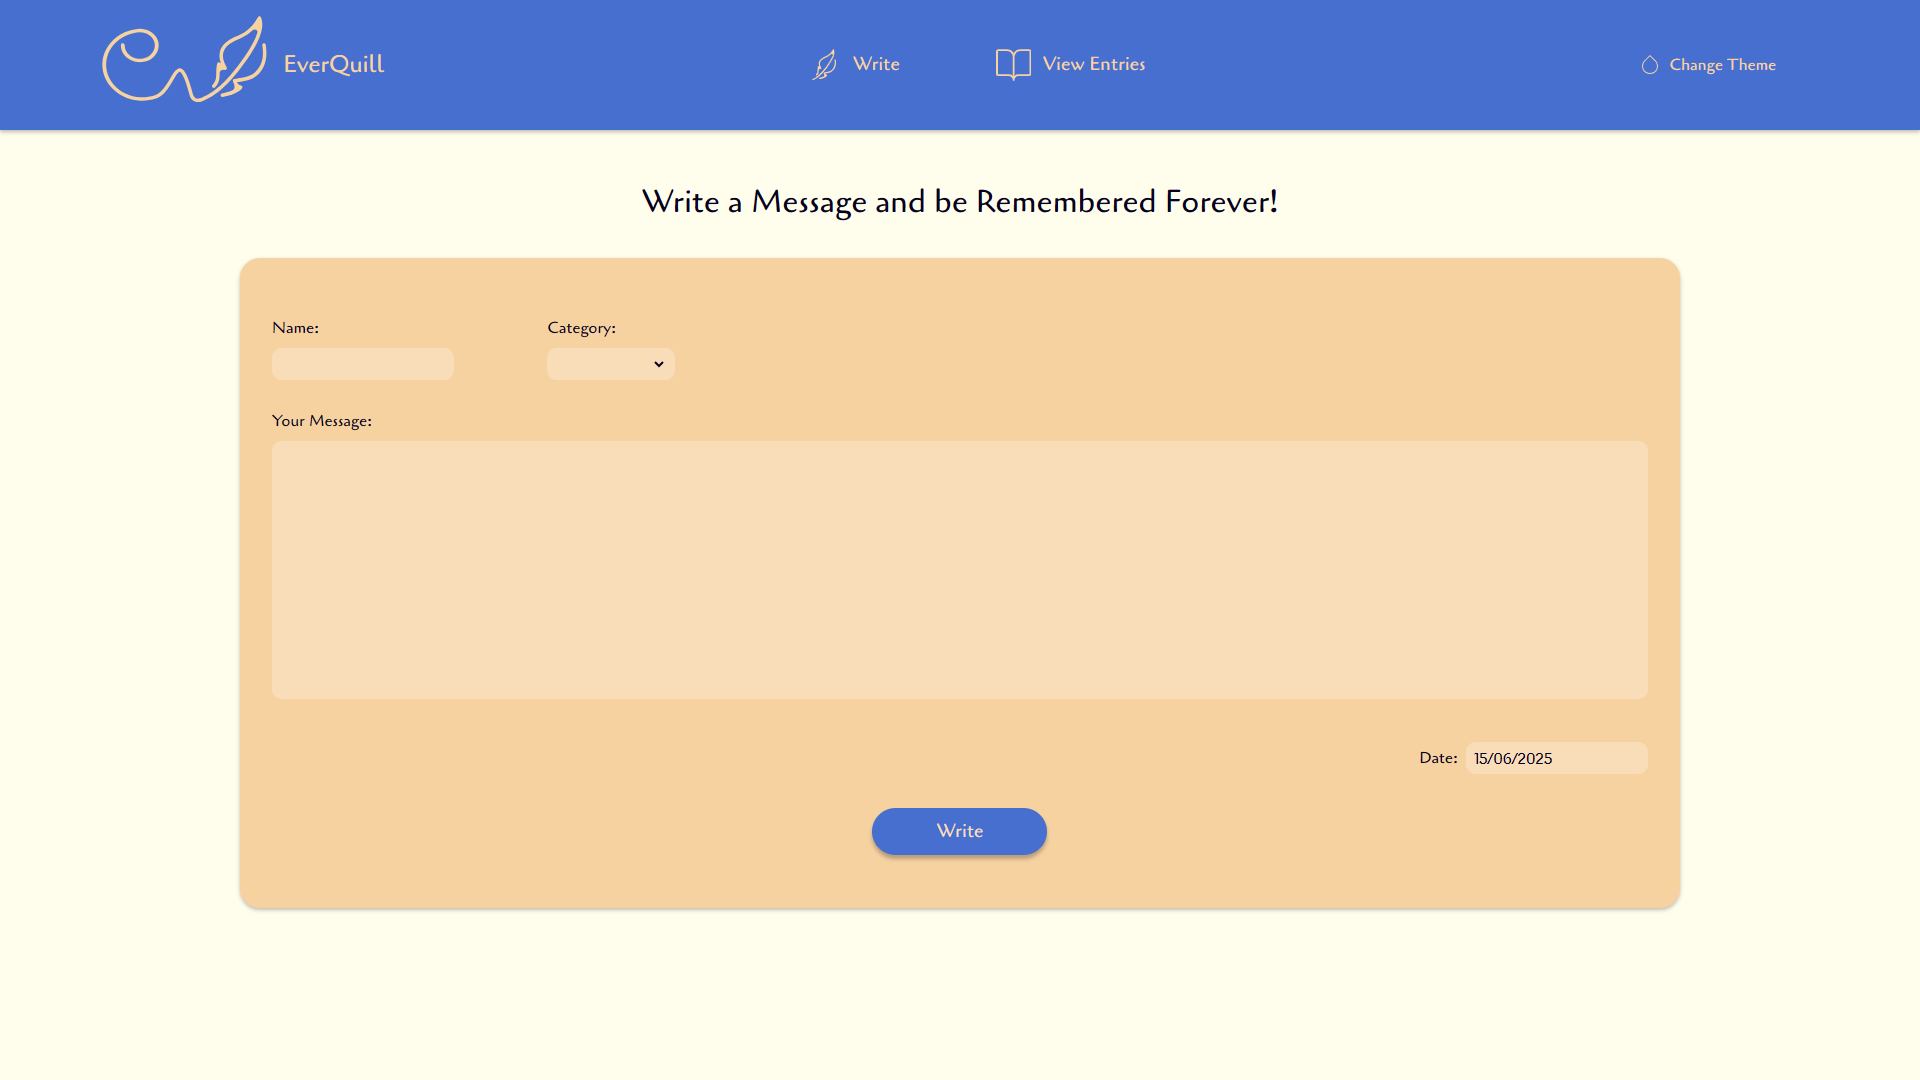 EverQuill
Write
View Entries
Change Theme
Write a Message and be Remembered Forever!
Name:
Category:
Your Message:
Date: 15/06/2025
Write